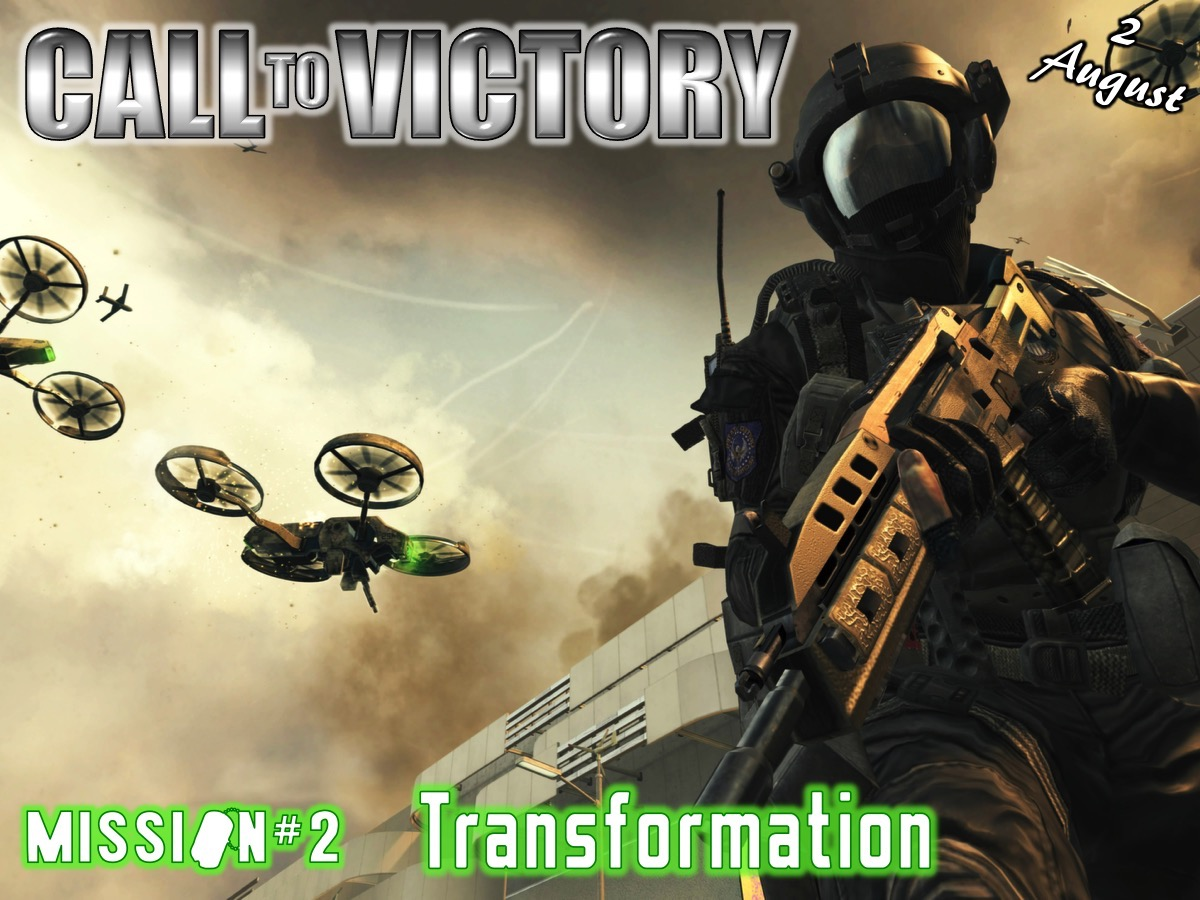 CALL TO VICTORY
2
August
MISSION #2
Transformation